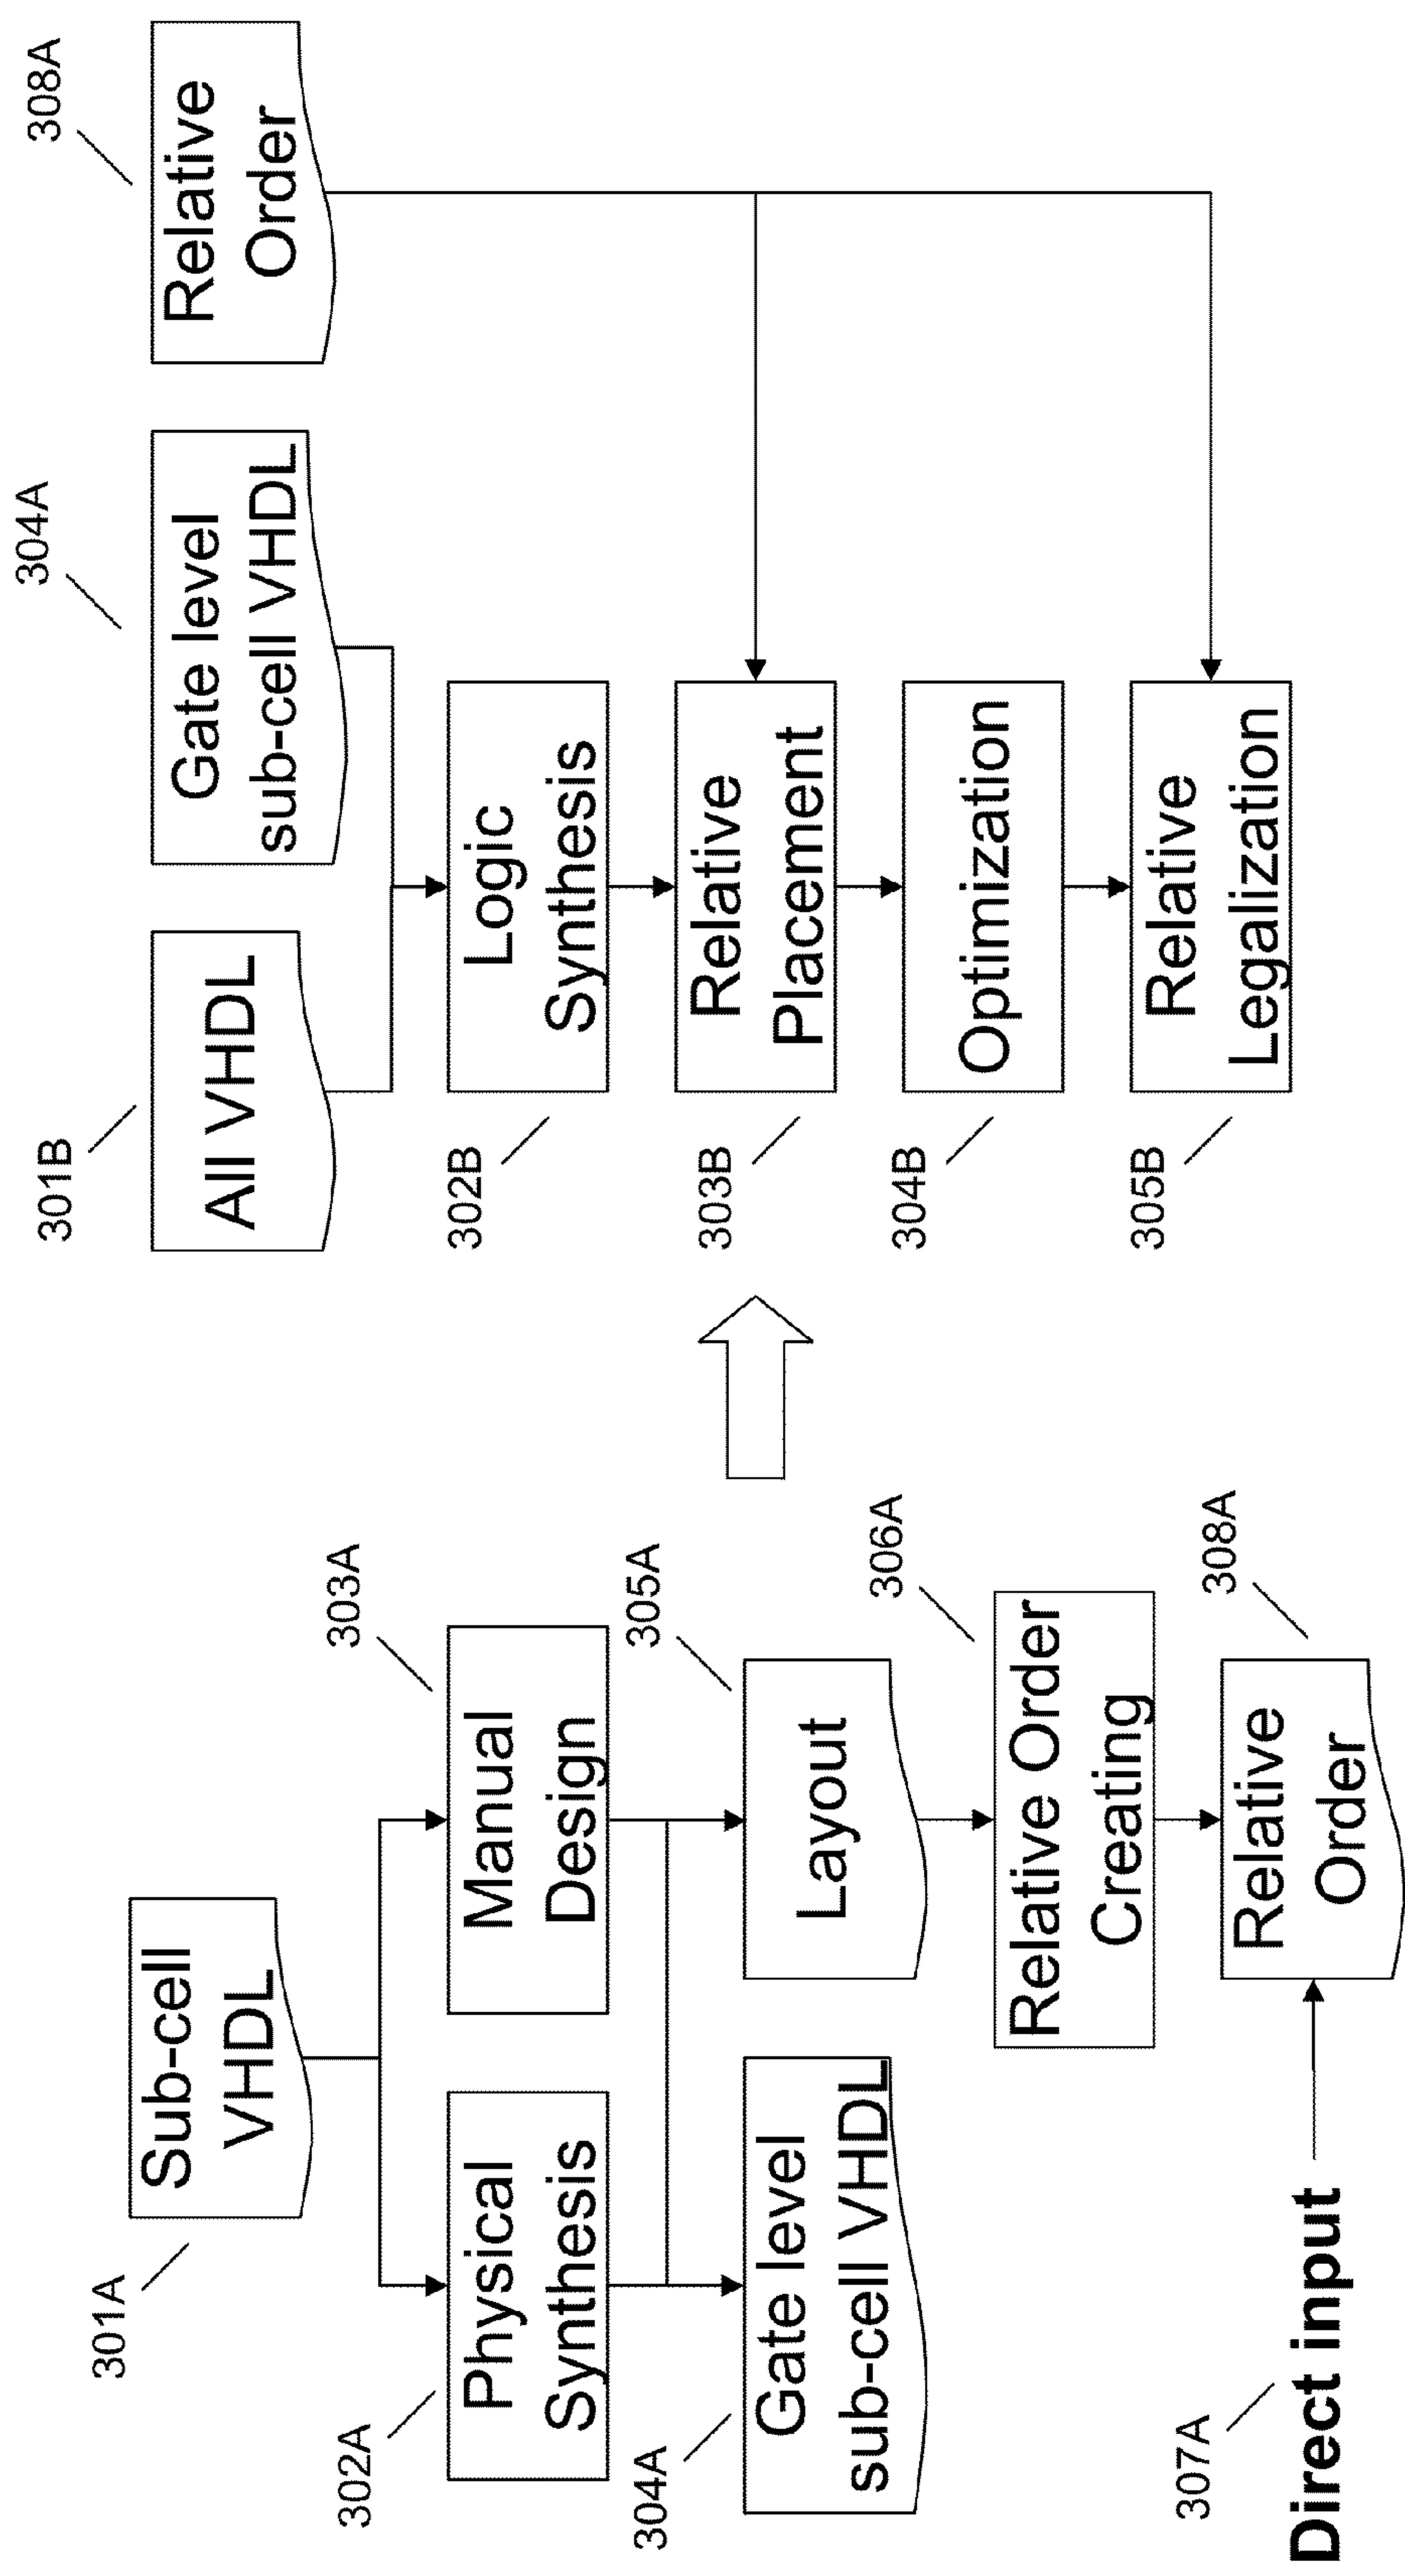 301A
Sub-cell
VHDL
302A
Physical
Synthesis
303A
Manual
Design
304A
Gate level
sub-cell VHDL
305A
Layout
306A
Relative Order
Creating
307A
Direct input
308A
Relative
Order
301B
All VHDL
304A
Gate level
sub-cell VHDL
308A
Relative
Order
302B
Logic
Synthesis
303B
Relative
Placement
304B
Optimization
305B
Relative
Legalization